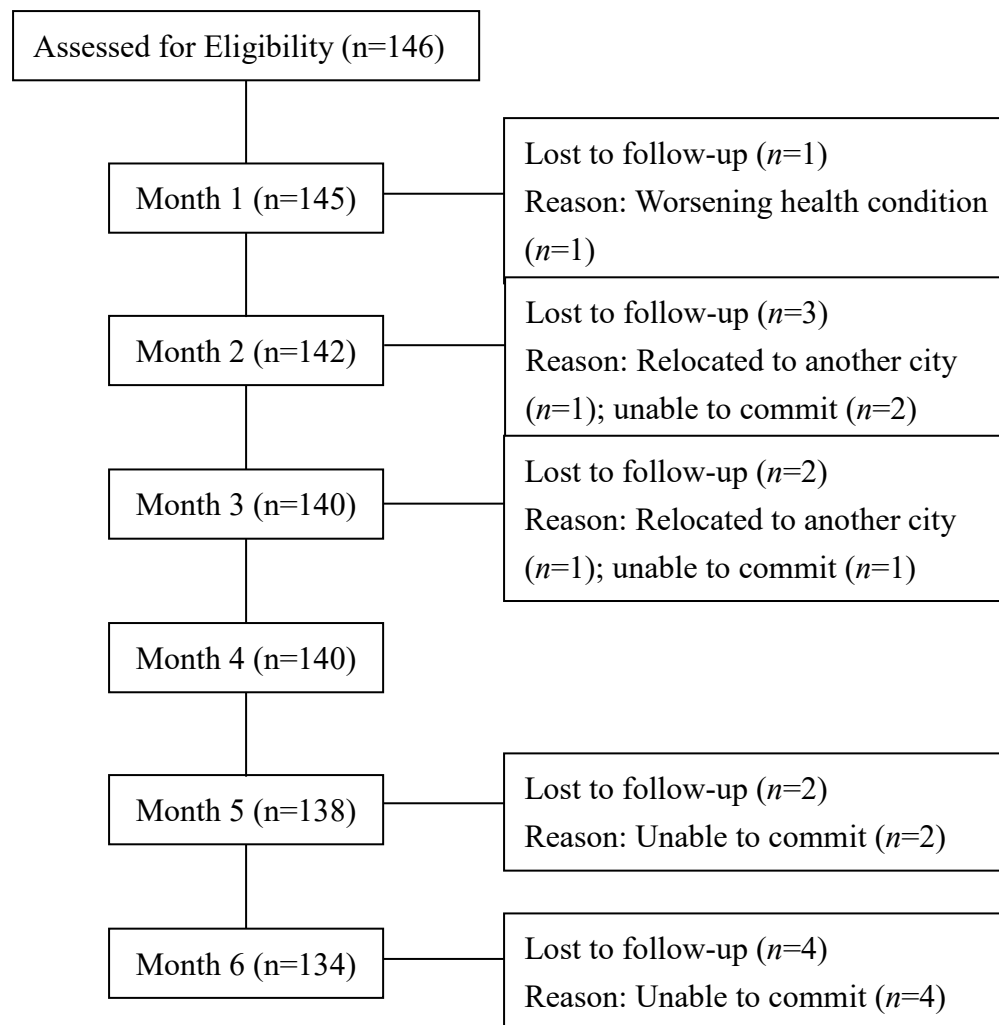 Assessed for Eligibility (n=146)
Lost to follow-up (n=1)
Reason: Worsening health condition
(n=1)
Month 1 (n=145)
Lost to follow-up (n=3)
Reason: Relocated to another city
(n=1); unable to commit (n=2)
Month 2 (n=142)
Lost to follow-up (n=2)
Reason: Relocated to another city
(n=1); unable to commit (n=1)
Month 3 (n=140)
Month 4 (n=140)
Lost to follow-up (n=2)
Reason: Unable to commit (n=2)
Month 5 (n=138)
Lost to follow-up (n=4)
Reason: Unable to commit (n=4)
Month 6 (n=134)